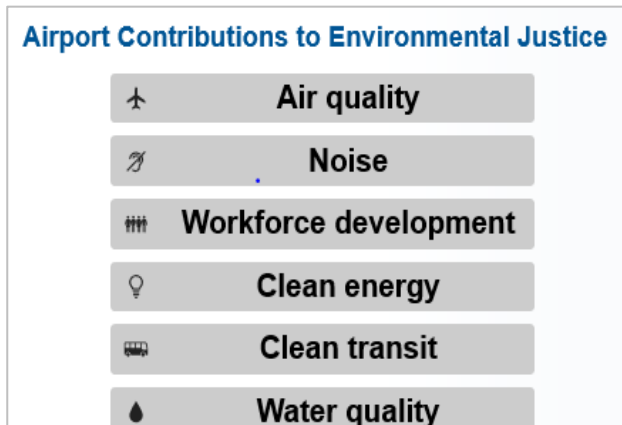 Airport Contributions to Environmental Justice
Air quality
Noise
Workforce development
Clean energy
Clean transit
Water quality